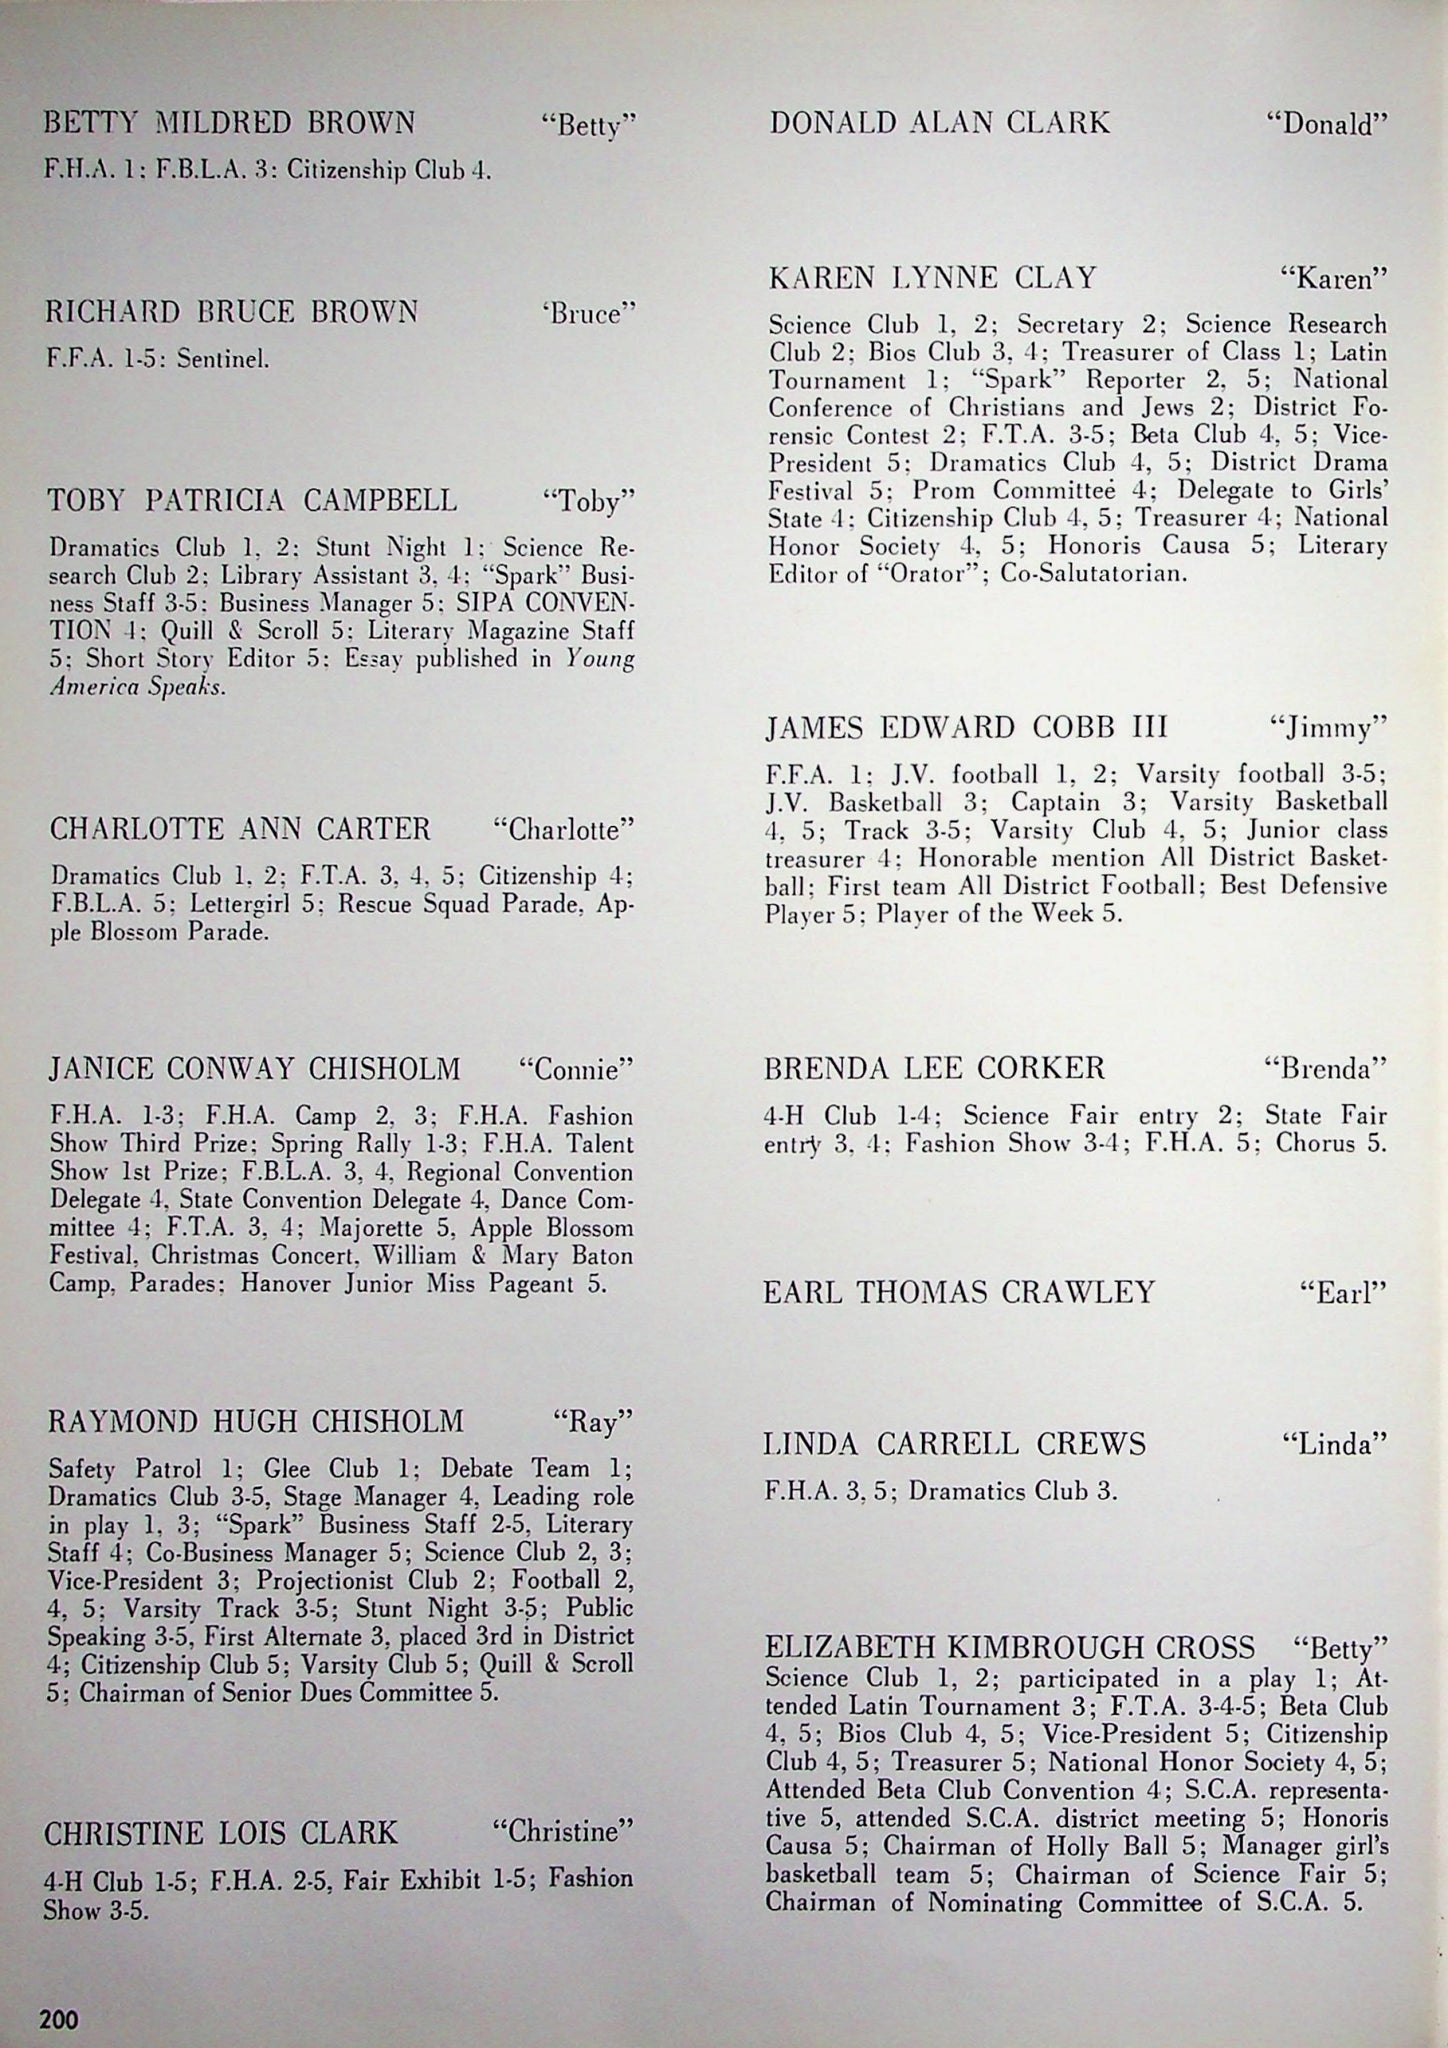 BETTY MILDRED BROWN "Betty"
F.H.A. 1; F.B.L.A. 3: Citizenship Club 4.
RICHARD BRUCE BROWN 'Bruce"
F.F.A. 1-5: Sentinel.
TOBY PATRICIA CAMPBELL "Toby"
Dramatics Club 1, 2; Stunt Night 1; Science Re-
search Club 2; Library Assistant 3, 4; "Spark" Busi-
ness Staff 3-5; Business Manager 5; SIPA CONVEN-
TION 4; Quill & Scroll 5; Literary Magazine Staff
5; Short Story Editor 5; Essay published in Young
America Speaks.
CHARLOTTE ANN CARTER "Charlotte"
Dramatics Club 1, 2; F.T.A. 3, 4, 5; Citizenship 4;
F.B.L.A. 5; Lettergirl 5; Rescue Squad Parade, Ap-
ple Blossom Parade.
JANICE CONWAY CHISHOLM "Connie"
F.H.A. 1-3; F.H.A. Camp 2, 3; F.H.A. Fashion
Show Third Prize; Spring Rally 1-3; F.H.A. Talent
Show 1st Prize; F.B.L.A. 3, 4, Regional Convention
Delegate 4, State Convention Delegate 4, Dance Com-
mittee 4; F.T.A. 3, 4; Majorette 5, Apple Blossom
Festival, Christmas Concert, William & Mary Baton
Camp, Parades; Hanover Junior Miss Pageant 5.
RAYMOND HUGH CHISHOLM "Ray"
Safety Patrol 1; Glee Club 1; Debate Team 1;
Dramatics Club 3-5, Stage Manager 4, Leading role
in play 1, 3; "Spark" Business Staff 2-5, Literary
Staff 4; Co-Business Manager 5; Science Club 2, 3;
Vice-President 3; Projectionist Club 2; Football 2,
4, 5; Varsity Track 3-5; Stunt Night 3-5; Public
Speaking 3-5, First Alternate 3, placed 3rd in District
4; Citizenship Club 5; Varsity Club 5; Quill & Scroll
5; Chairman of Senior Dues Committee 5.
CHRISTINE LOIS CLARK "Christine"
4-H Club 1-5; F.H.A. 2-5, Fair Exhibit 1-5; Fashion
Show 3-5.
200
DONALD ALAN CLARK "Donald"
KAREN LYNNE CLAY "Karen"
Science Club 1, 2; Secretary 2; Science Research
Club 2; Bios Club 3, 4; Treasurer of Class 1; Latin
Tournament 1; "Spark" Reporter 2, 5; National
Conference of Christians and Jews 2; District Fo-
rensic Contest 2; F.T.A. 3-5; Beta Club 4, 5; Vice-
President 5; Dramatics Club 4, 5; District Drama
Festival 5; Prom Committee 4; Delegate to Girls'
State 4; Citizenship Club 4, 5; Treasurer 4; National
Honor Society 4, 5; Honoris Causa 5; Literary
Editor of "Orator"; Co-Salutatorian.
JAMES EDWARD COBB III "Jimmy"
F.F.A. 1; J.V. football 1, 2; Varsity football 3-5;
J.V. Basketball 3; Captain 3; Varsity Basketball
4, 5; Track 3-5; Varsity Club 4, 5; Junior class
treasurer 4; Honorable mention All District Basket-
ball; First team All District Football; Best Defensive
Player 5; Player of the Week 5.
BRENDA LEE CORKER "Brenda"
4-H Club 1-4; Science Fair entry 2; State Fair
entry 3, 4; Fashion Show 3-4; F.H.A. 5; Chorus 5.
EARL THOMAS CRAWLEY "Earl"
LINDA CARRELL CREWS "Linda"
F.H.A. 3, 5; Dramatics Club 3.
ELIZABETH KIMBROUGH CROSS "Betty"
Science Club 1, 2; participated in a play 1; At-
tended Latin Tournament 3; F.T.A. 3-4-5; Beta Club
4, 5; Bios Club 4, 5; Vice-President 5; Citizenship
Club 4, 5; Treasurer 5; National Honor Society 4, 5;
Attended Beta Club Convention 4; S.C.A. representa-
tive 5, attended S.C.A. district meeting 5; Honoris
Causa 5; Chairman of Holly Ball 5; Manager girl's
basketball team 5; Chairman of Science Fair 5;
Chairman of Nominating Committee of S.C.A. 5.